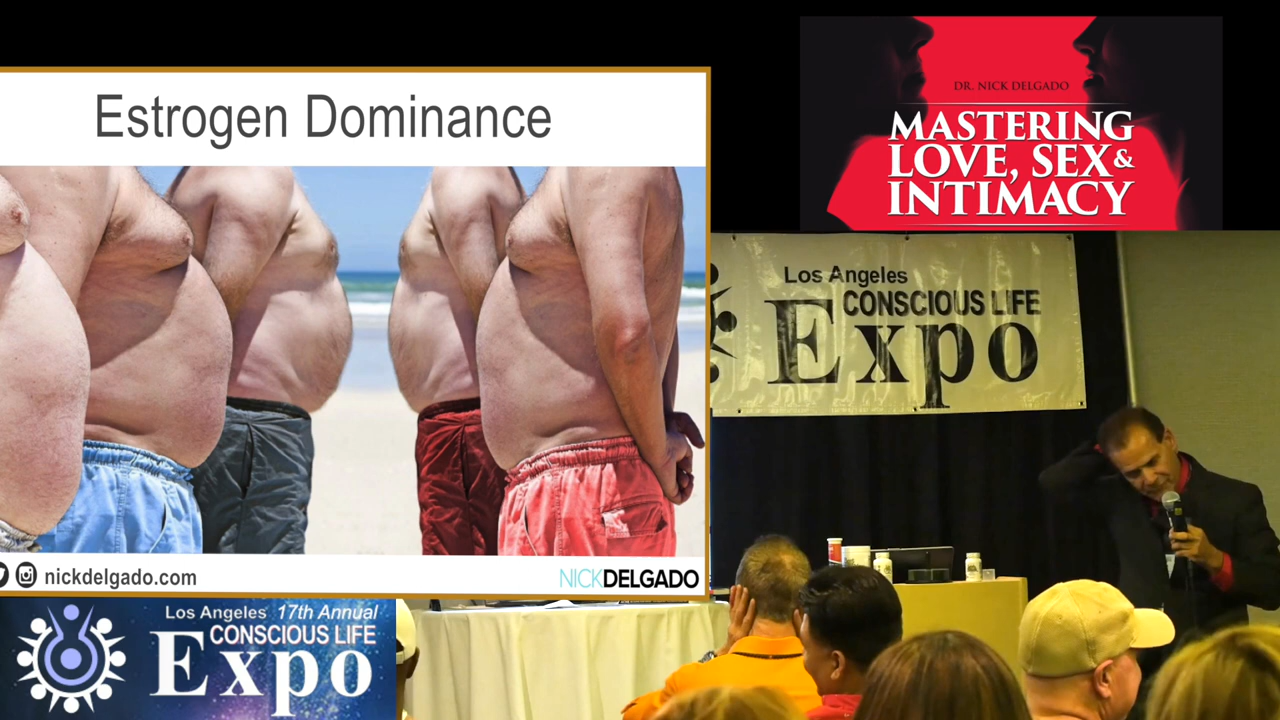 Estrogen Dominance
nickdelgado.com
NICKDELGADO
DR. NICK DELGADO
MASTERING
LOVE, SEX &
INTIMACY
Los Angeles
CONSCIOUS LIFE
Expo
Los Angeles 17th Annual
CONSCIOUS LIFE
Expo